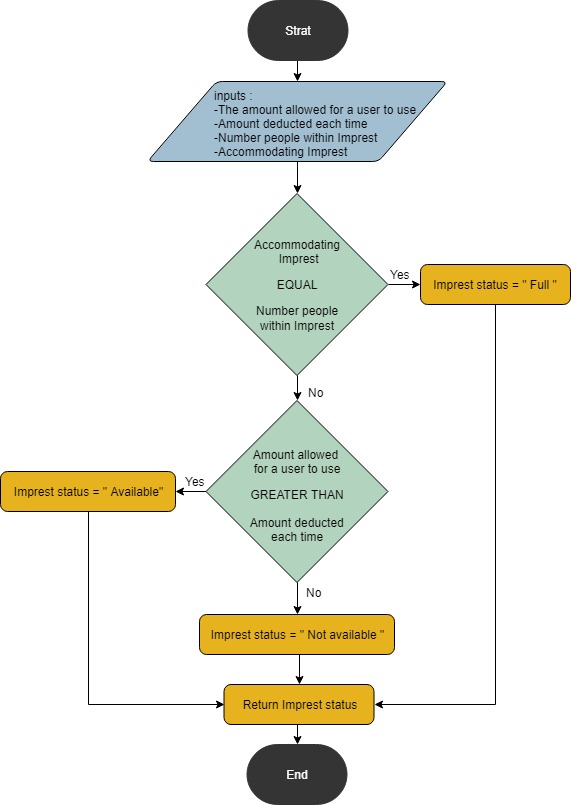 Strat
inputs :
-The amount allowed for a user to use
-Amount deducted each time
-Number people within Imprest
-Accommodating Imprest
Accommodating
Imprest
EQUAL
Number people
within Imprest
Yes
Imprest status = " Full "
No
Amount allowed
for a user to use
GREATER THAN
Amount deducted
each time
Yes
Imprest status = " Available"
No
Imprest status = " Not available "
Return Imprest status
End